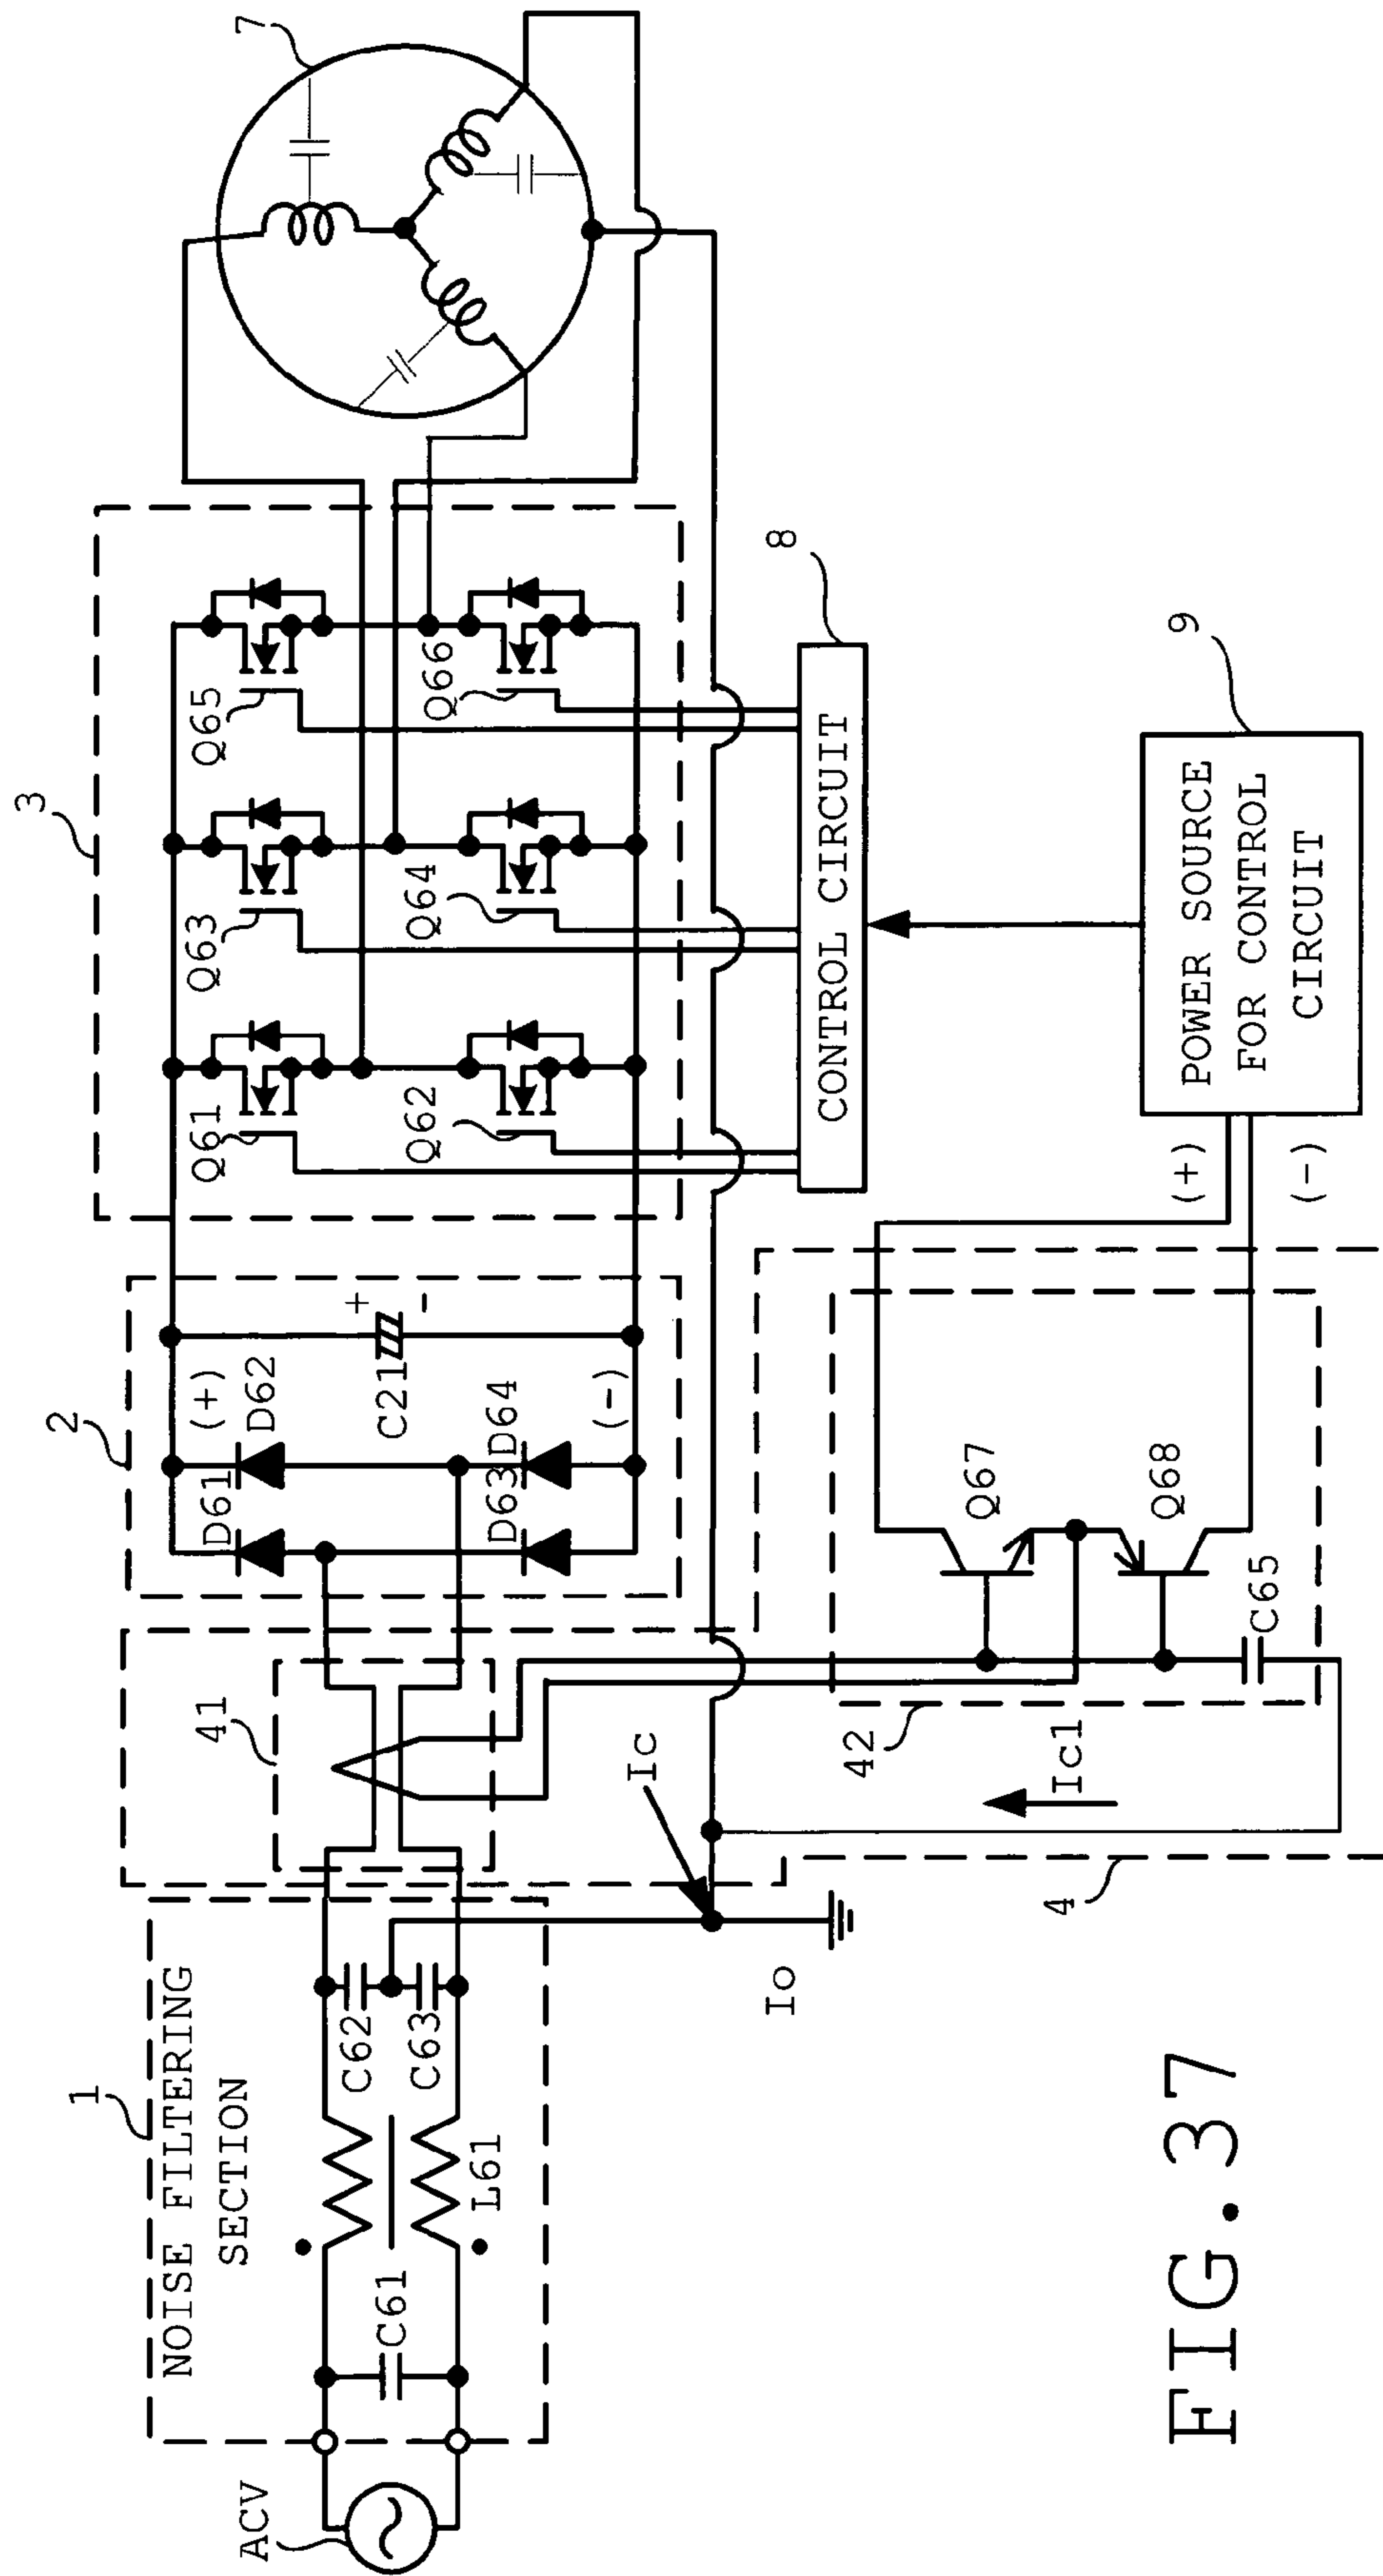 ACV
1
NOISE FILTERING
SECTION
C61
L61
C62
C63
41
Ic
Io
2
D61
(+)
D62
C21
+
-
D63
D64
(-)
3
Q61
Q63
Q65
Q62
Q64
Q66
7
8
CONTROL CIRCUIT
9
POWER SOURCE
FOR CONTROL
CIRCUIT
(+)
(-)
Q67
Q68
C65
42
Ic1
4
FIG.37